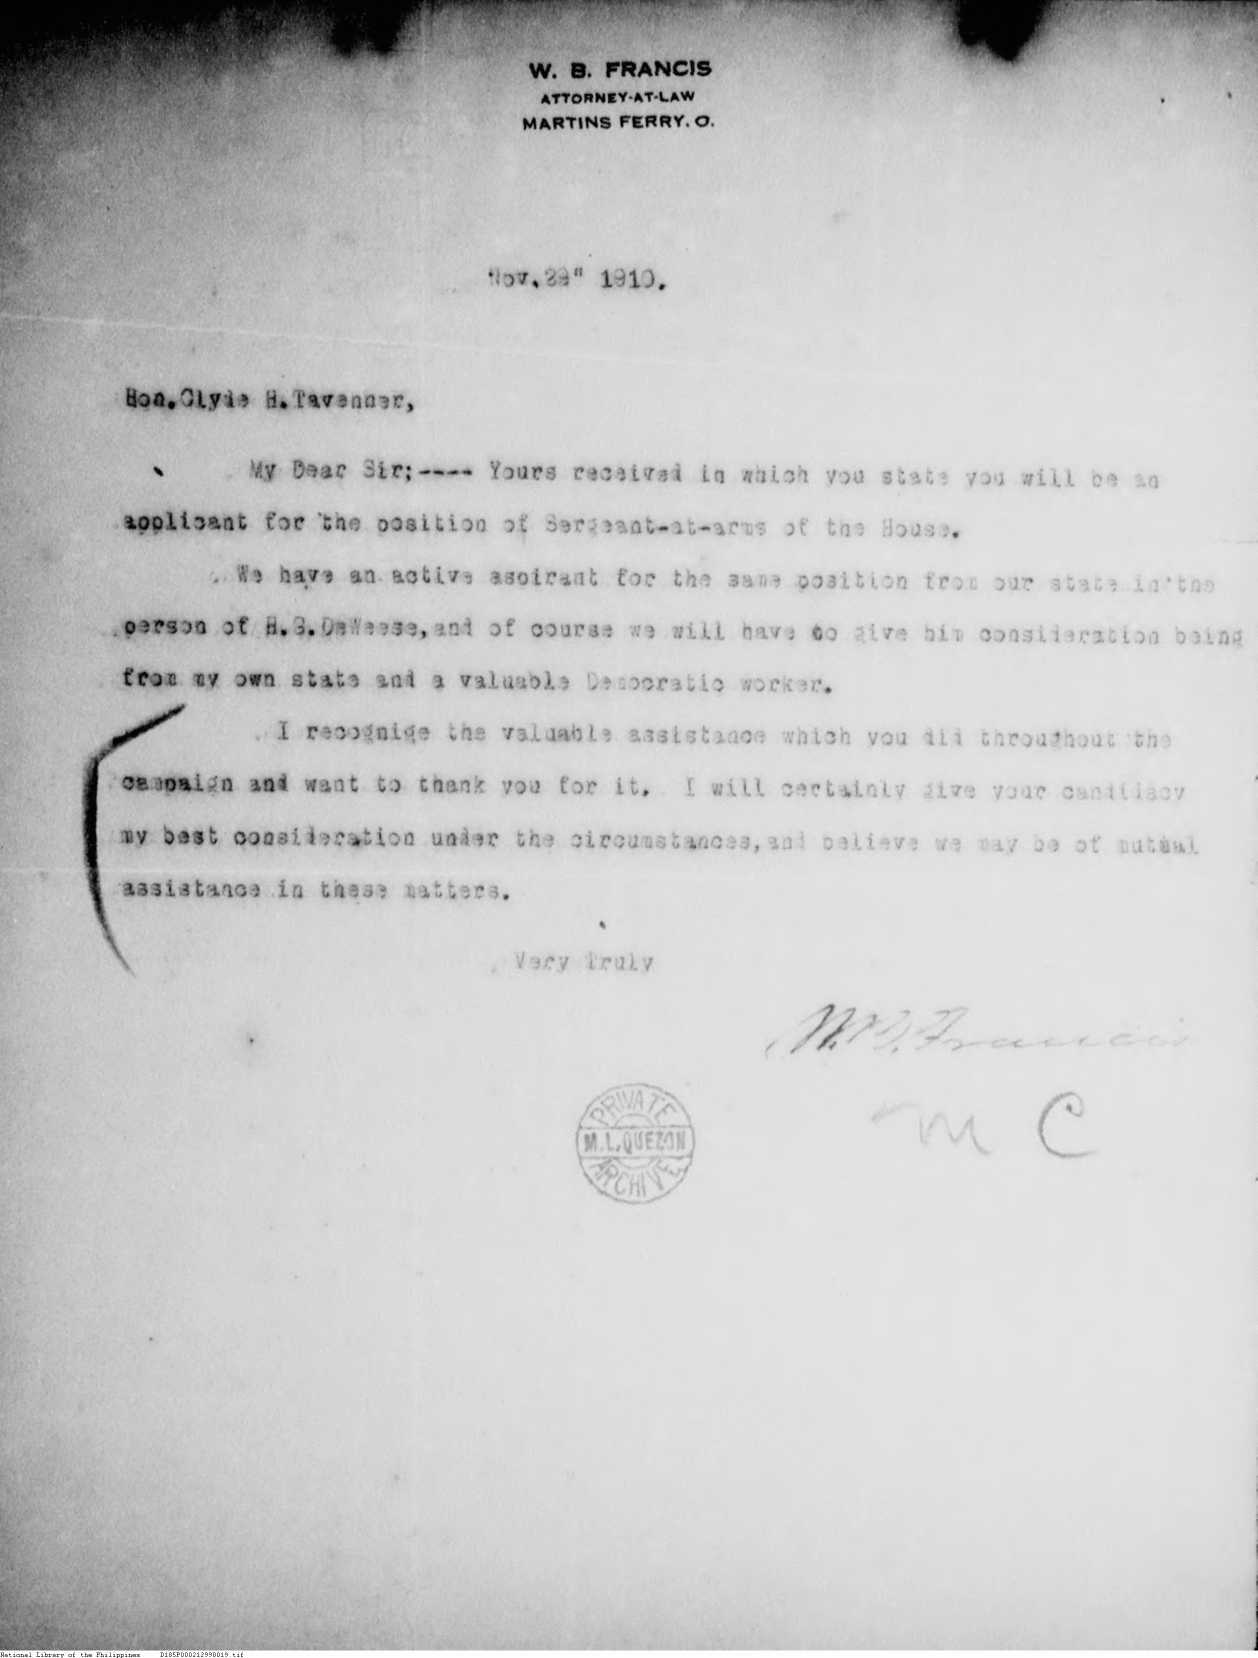 W. B. FRANCIS
ATTORNEY-AT-LAW
MARTINS FERRY. O.
Nov. 1910.
Hon.Clyde H.Tavenner,
My Dear Sir;---- Yours received in which you state you will be an
applicant for the position of Sergeant-at-arms of the House.
We have an active aspirant for the same position from our state in the
person of H. .DeWeese,and of course we will have to give him consideration being
from my own state and a valuable Democratic worker.
I recognige the valuable assistance which you did throughout the
campaign and want to thank you for it. I will certainly give your candidacy
my best consideration under the circumstances,and believe we may be of mutual
assistance in these matters.
Very Truly
W.B. Francis
M C
PRIVATE
M.L.QUEZON
ARCHIVE
National Library of the Philippines D185P000212998019.tif